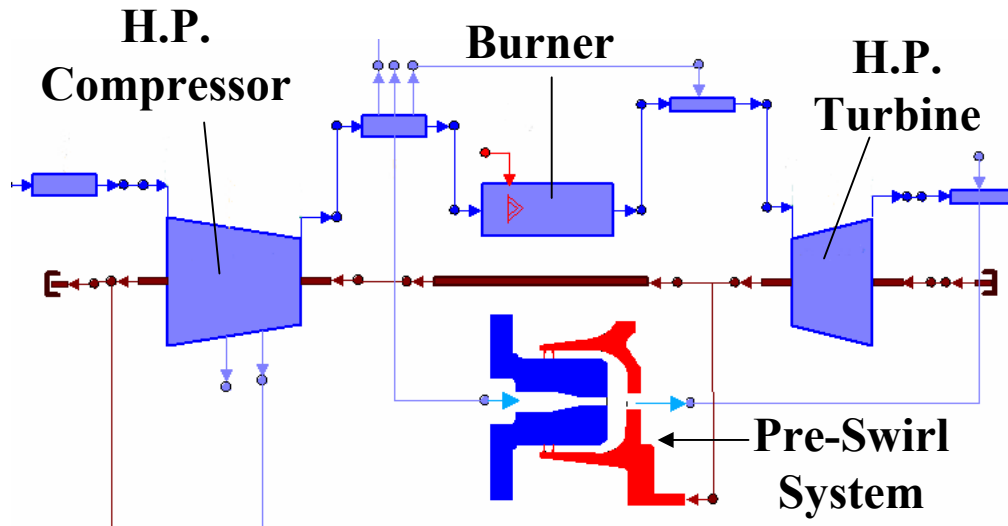 H.P.
Compressor
Burner
H.P.
Turbine
Pre-Swirl
System